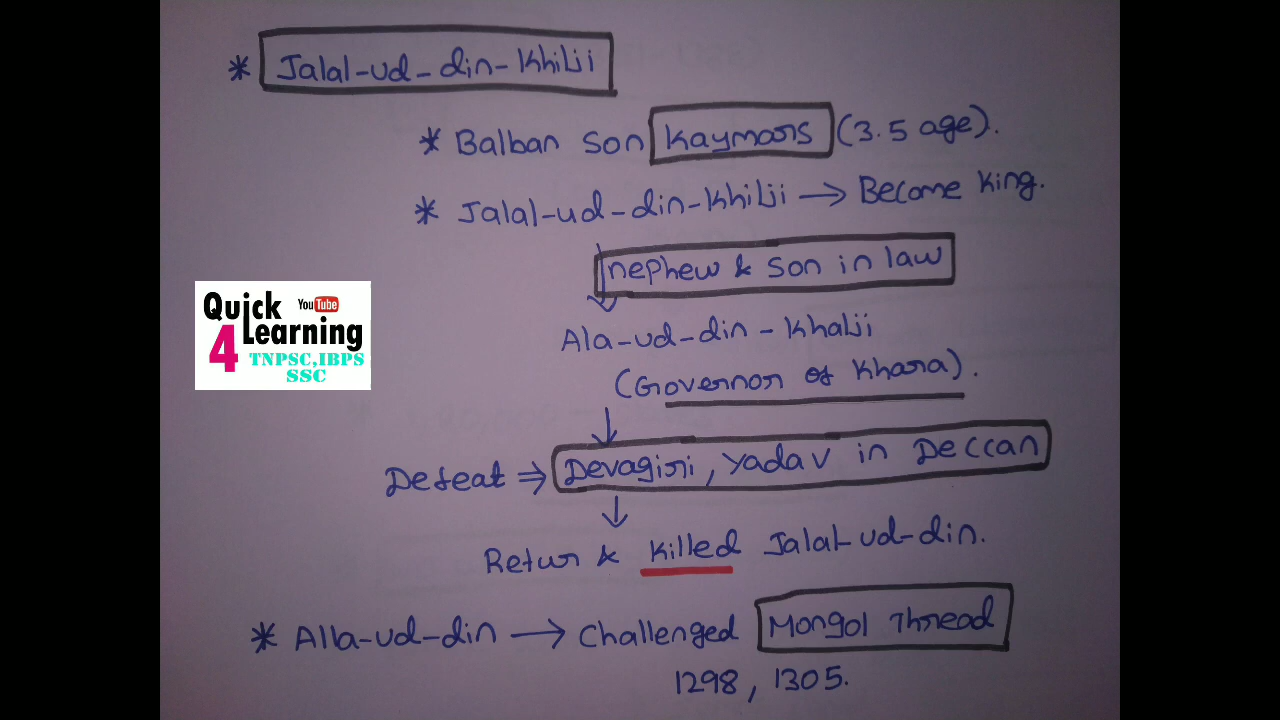 * Jalal-ud-din-Khilji
* Balban Son Kaymars (3.5 age).
* Jalal-ud-din-Khilji → Become King.
nephew & Son in law
Ala-ud-din-Khalji
(Governor of Khara).
Defeat ⇒ Devagiri, Yadav in Deccan
Retur & Killed Jalal-ud-din.
* Alla-ud-din → Challenged Mongol Thread
1298, 1305.
Quick YouTube
4 Learning
TNPSC,IBPS
SSC